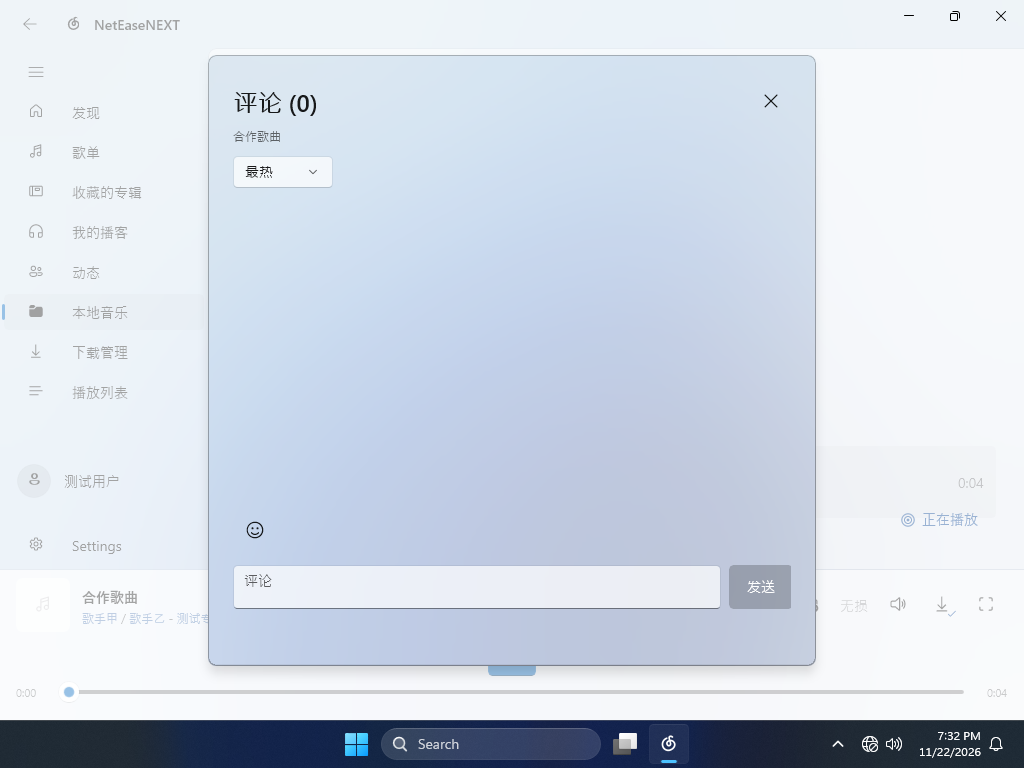 NetEaseNEXT
发现
歌单
收藏的专辑
我的播客
动态
本地音乐
下载管理
播放列表
测试用户
Settings
评论 (0)
合作歌曲
最热
评论
发送
0:04
正在播放
合作歌曲
歌手甲 / 歌手乙 - 测试专
无损
0:00
0:04
Search
7:32 PM
11/22/2026